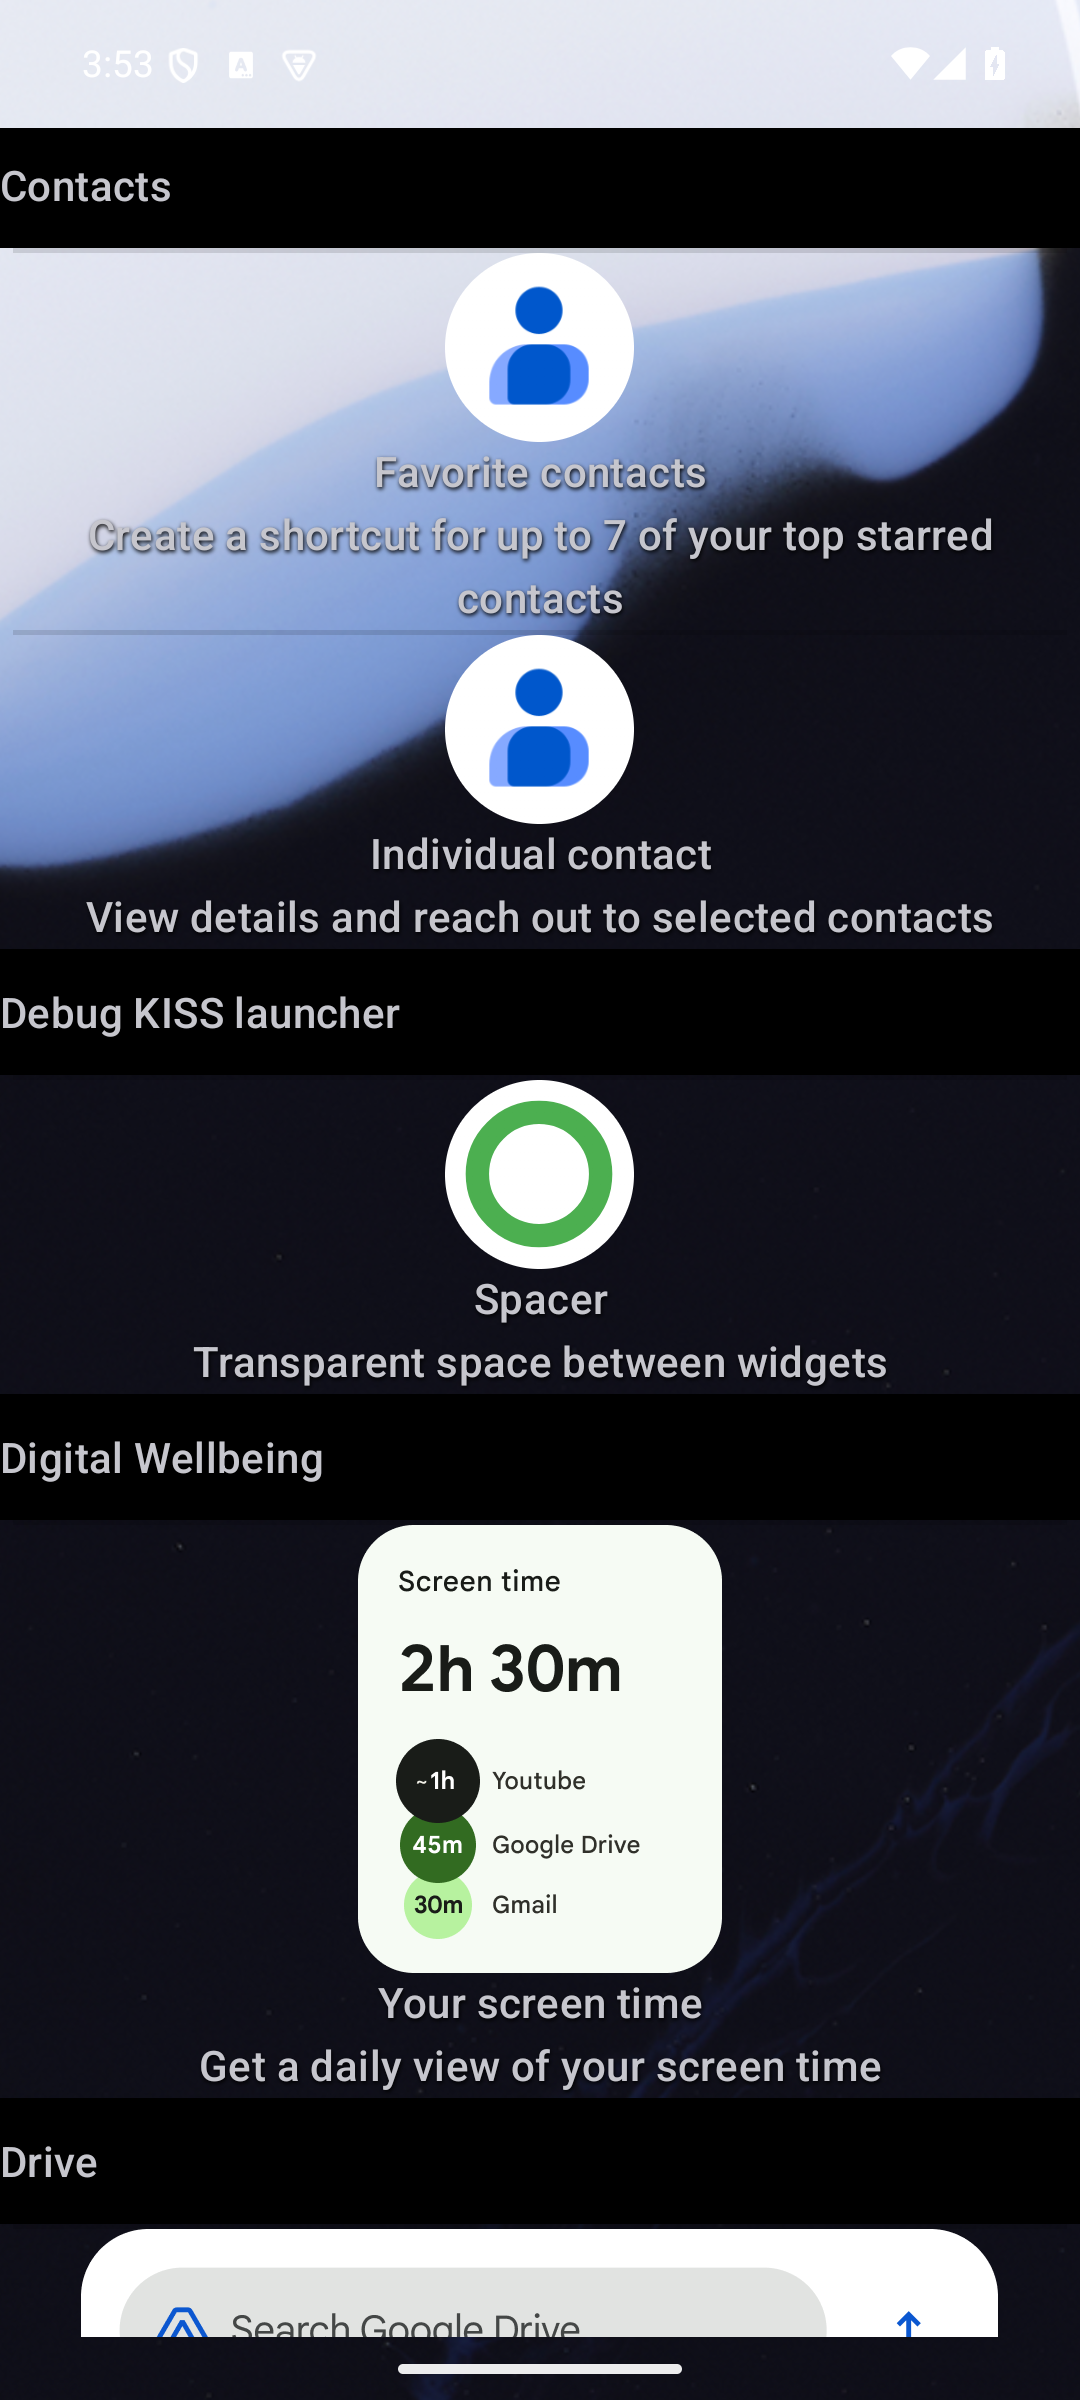 3:53
Contacts
Favorite contacts
Create a shortcut for up to 7 of your top starred
contacts
Individual contact
View details and reach out to selected contacts
Debug KISS launcher
Spacer
Transparent space between widgets
Digital Wellbeing
Screen time
2h 30m
~1h Youtube
45m Google Drive
30m Gmail
Your screen time
Get a daily view of your screen time
Drive
Search Google Drive